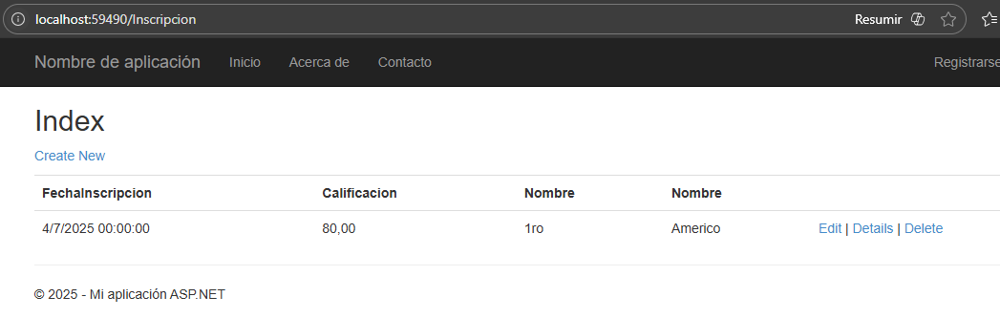 localhost:59490/Inscripcion Resumir
Nombre de aplicación Inicio Acerca de Contacto Registrarse
Index
Create New
FechaInscripcion Calificacion Nombre Nombre
4/7/2025 00:00:00 80,00 1ro Americo Edit | Details | Delete
© 2025 - Mi aplicación ASP.NET